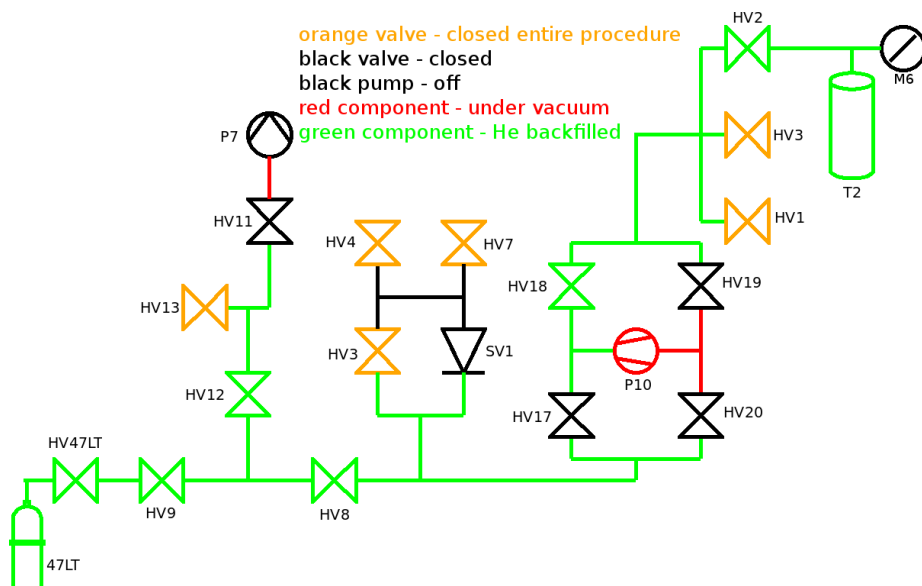 orange valve - closed entire procedure
black valve - closed
black pump - off
red component - under vacuum
green component - He backfilled
HV2
M6
P7
HV3
T2
HV11
HV4
HV7
HV1
HV18
HV19
HV13
HV3
SV1
P10
HV12
HV17
HV20
HV47LT
HV9
HV8
47LT